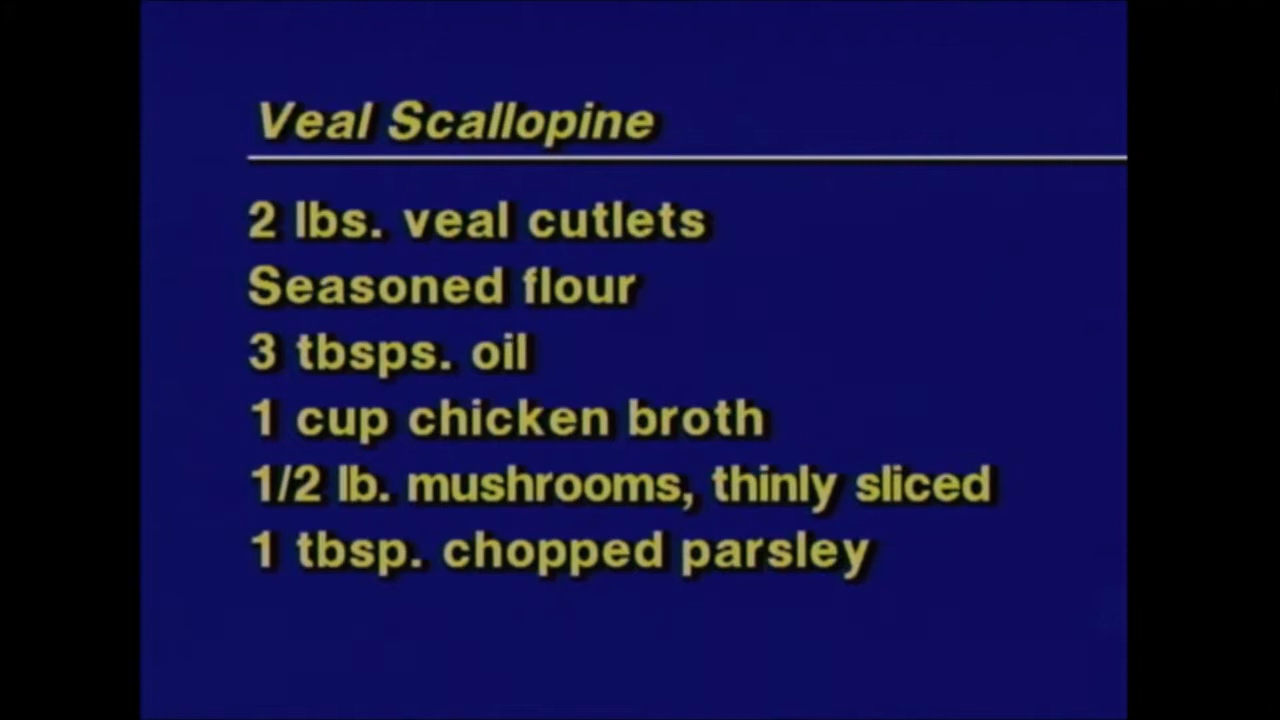 Veal Scallopine
2 lbs. veal cutlets
Seasoned flour
3 tbsps. oil
1 cup chicken broth
1/2 lb. mushrooms, thinly sliced
1 tbsp. chopped parsley